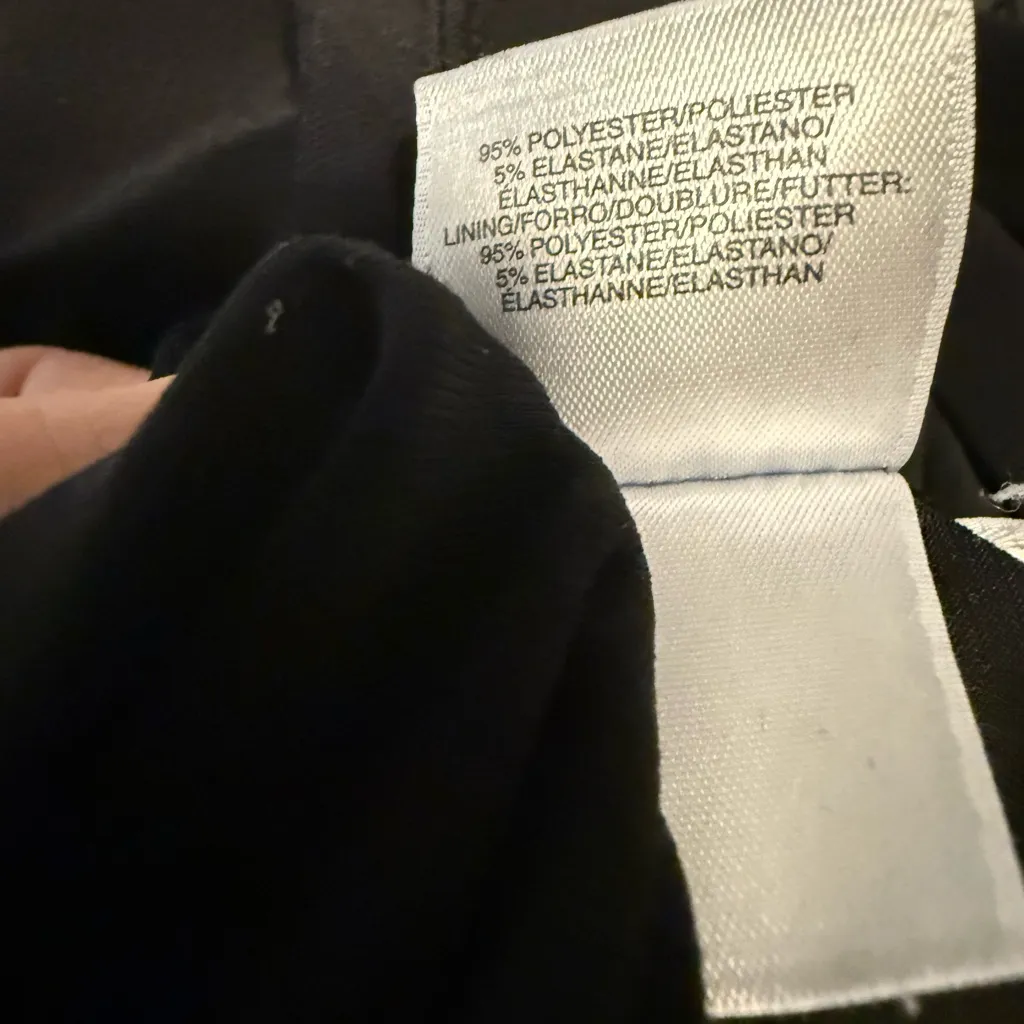 95% POLYESTER/POLIESTER
5% ELASTANE/ELASTANO/
ÉLASTHANNE/ELASTHAN
LINING/FORRO/DOUBLURE/FUTTER:
95% POLYESTER/POLIESTER
5% ELASTANE/ELASTANO/
ÉLASTHANNE/ELASTHAN